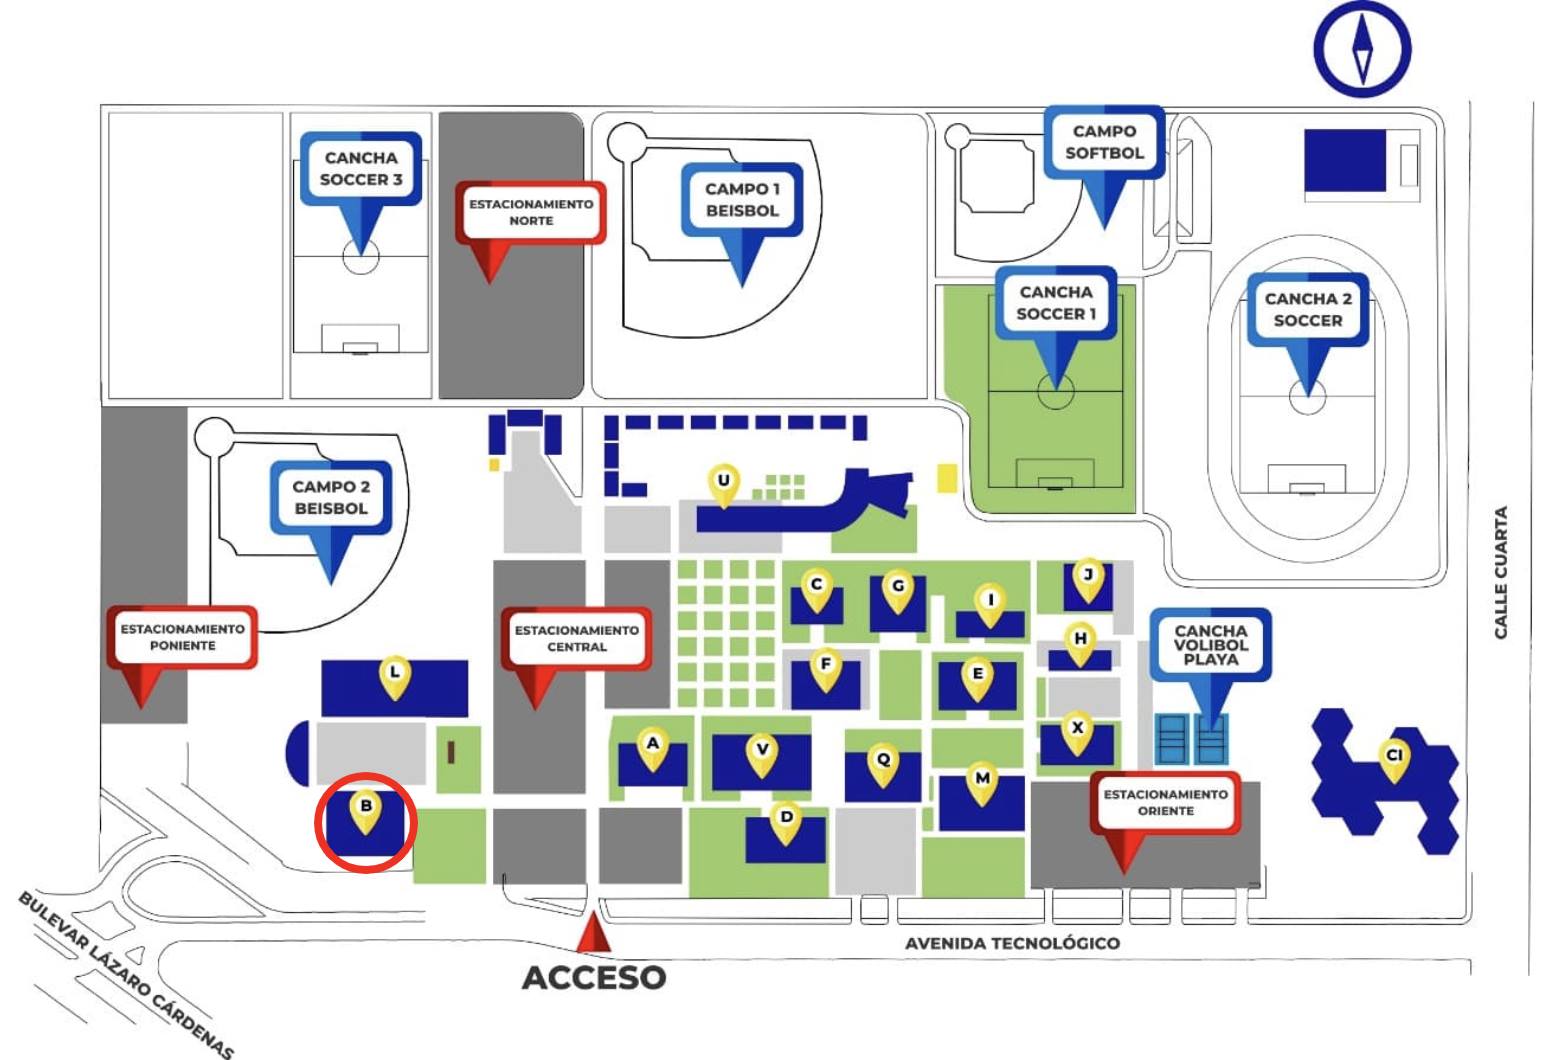 CAMPO
SOFTBOL
CANCHA
SOCCER 3
ESTACIONAMIENTO
NORTE
CAMPO 1
BEISBOL
CANCHA
SOCCER 1
CANCHA 2
SOCCER
CAMPO 2
BEISBOL
U
CALLE CUARTA
C
G
I
J
ESTACIONAMIENTO
PONIENTE
ESTACIONAMIENTO
CENTRAL
H
CANCHA
VOLIBOL
PLAYA
L
F
E
A
V
Q
X
M
CI
B
D
ESTACIONAMIENTO
ORIENTE
BULEVAR LÁZARO CÁRDENAS
AVENIDA TECNOLÓGICO
ACCESO